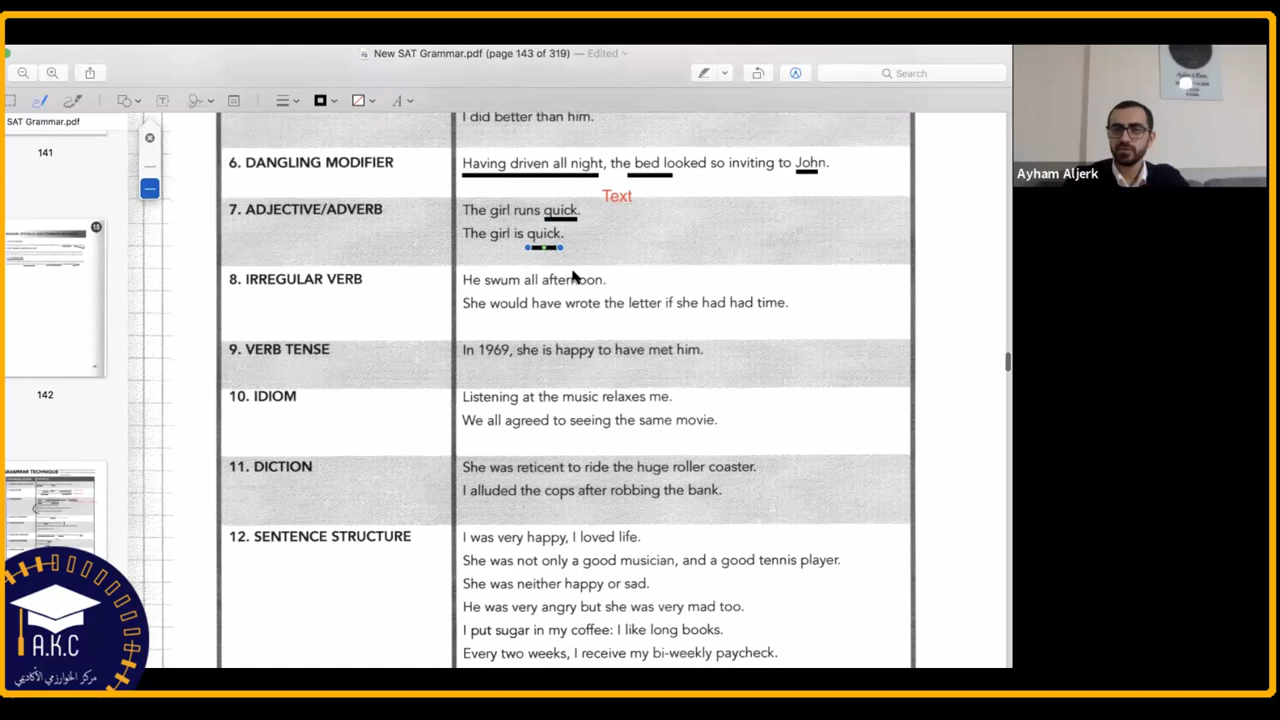 New SAT Grammar.pdf (page 143 of 319) — Edited
Search
SAT Grammar.pdf
141
142
I did better than him.
6. DANGLING MODIFIER
Having driven all night, the bed looked so inviting to John.
Text
7. ADJECTIVE/ADVERB
The girl runs quick.
The girl is quick.
8. IRREGULAR VERB
He swum all afternoon.
She would have wrote the letter if she had had time.
9. VERB TENSE
In 1969, she is happy to have met him.
10. IDIOM
Listening at the music relaxes me.
We all agreed to seeing the same movie.
11. DICTION
She was reticent to ride the huge roller coaster.
I alluded the cops after robbing the bank.
12. SENTENCE STRUCTURE
I was very happy, I loved life.
She was not only a good musician, and a good tennis player.
She was neither happy or sad.
He was very angry but she was very mad too.
I put sugar in my coffee: I like long books.
Every two weeks, I receive my bi-weekly paycheck.
Ayham Aljerk
A.K.C
مركز الخوارزمي الأكاديمي